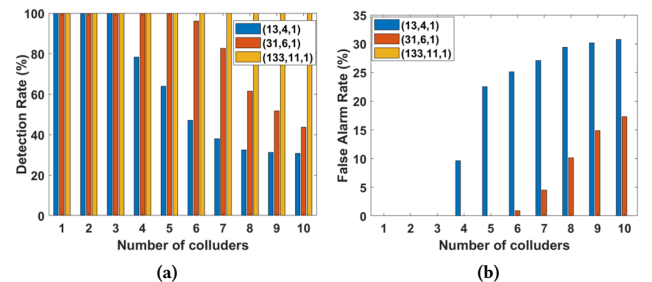 100
80
60
40
20
0
Detection Rate (%)
(13,4,1)
(31,6,1)
(133,11,1)
1 2 3 4 5 6 7 8 9 10
Number of colluders
(a)
35
30
25
20
15
10
5
0
False Alarm Rate (%)
(13,4,1)
(31,6,1)
(133,11,1)
1 2 3 4 5 6 7 8 9 10
Number of colluders
(b)